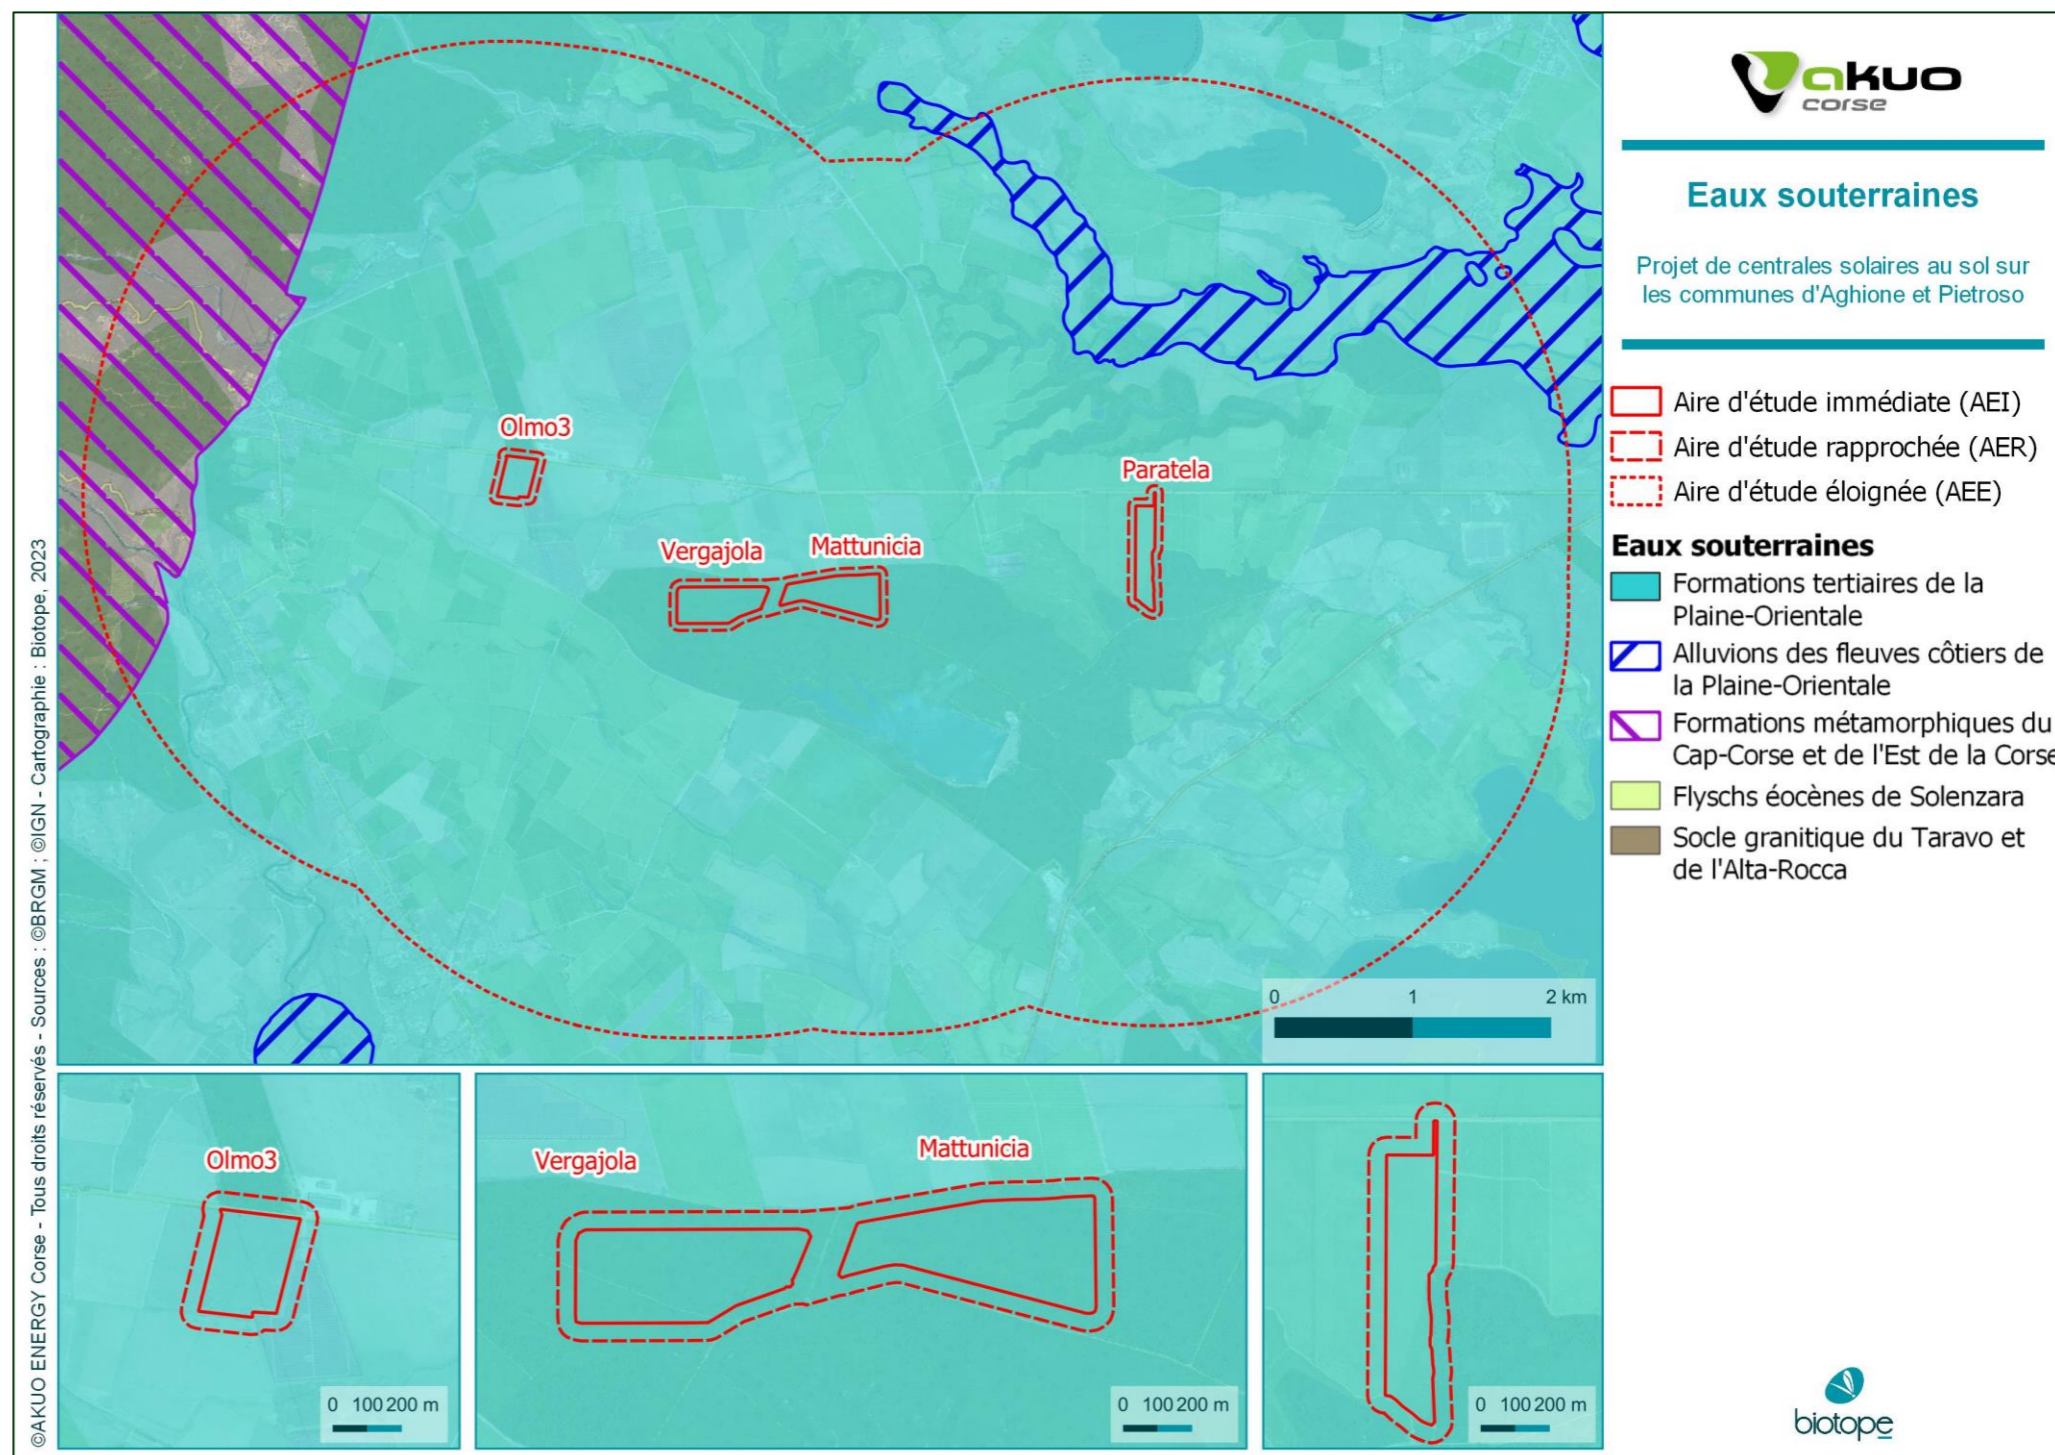 akuo
corse
Eaux souterraines
Projet de centrales solaires au sol sur
les communes d'Aghione et Pietroso
Aire d'étude immédiate (AEI)
Aire d'étude rapprochée (AER)
Aire d'étude éloignée (AEE)
Eaux souterraines
Formations tertiaires de la
Plaine-Orientale
Alluvions des fleuves côtiers de
la Plaine-Orientale
Formations métamorphiques du
Cap-Corse et de l'Est de la Corse
Flyschs éocènes de Solenzara
Socle granitique du Taravo et
de l'Alta-Rocca
Olmo3
Paratela
Vergajola
Mattunicia
0 1 2 km
Olmo3
0 100 200 m
Vergajola
Mattunicia
0 100 200 m
0 100 200 m
©AKUO ENERGY Corse - Tous droits réservés - Sources : ©BRGM ; ©IGN - Cartographie : Biotope, 2023
biotope